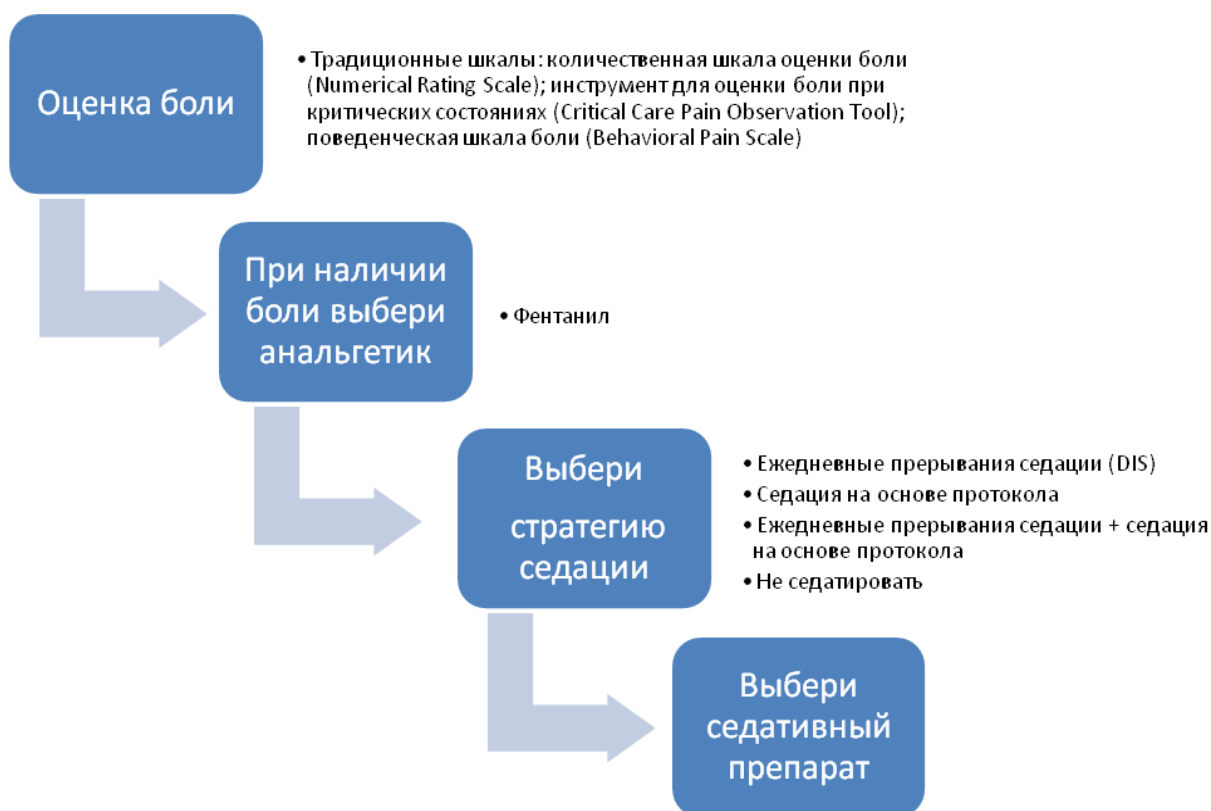 Оценка боли
• Традиционные шкалы: количественная шкала оценки боли
(Numerical Rating Scale); инструмент для оценки боли при
критических состояниях (Critical Care Pain Observation Tool);
поведенческая шкала боли (Behavioral Pain Scale)
При наличии
боли выбери
анальгетик
• Фентанил
Выбери
стратегию
седации
• Ежедневные прерывания седации (DIS)
• Седация на основе протокола
• Ежедневные прерывания седации + седация
на основе протокола
• Не седатировать
Выбери
седативный
препарат